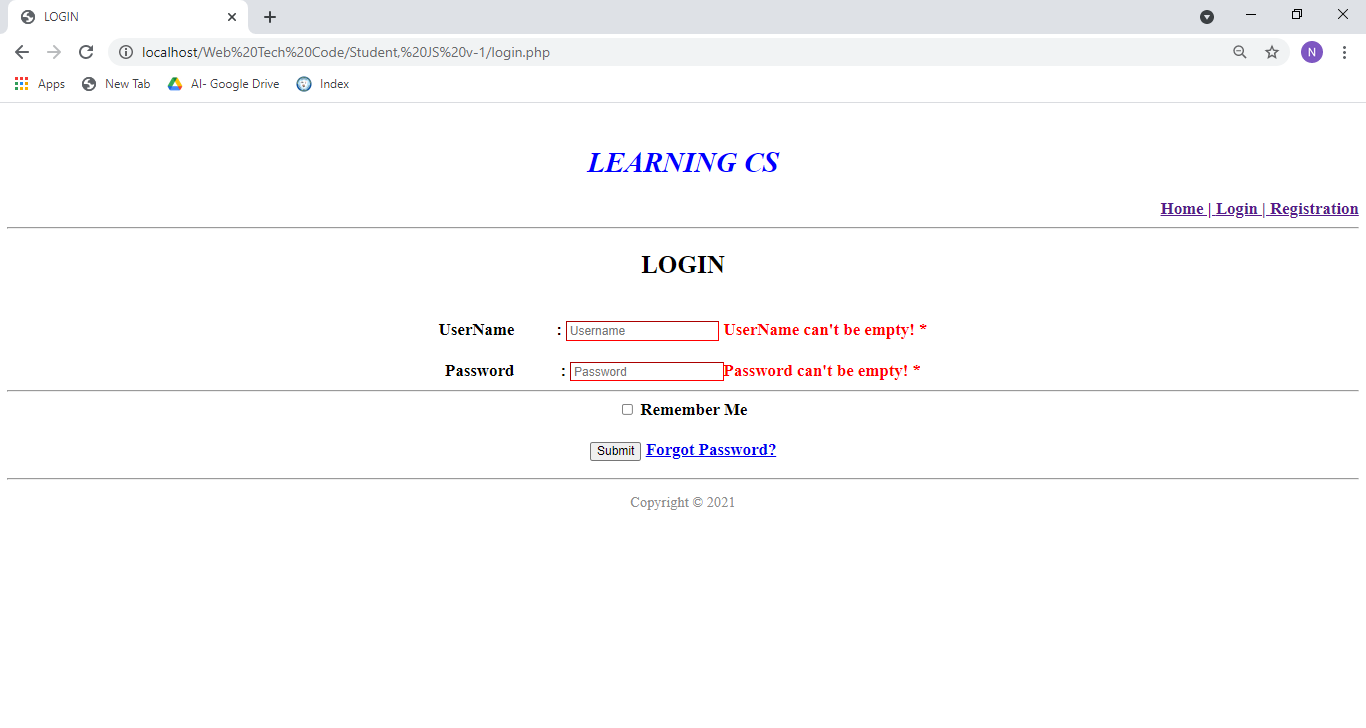 LOGIN
localhost/Web%20Tech%20Code/Student,%20JS%20v-1/login.php
N
Apps New Tab AI- Google Drive Index
LEARNING CS
Home | Login | Registration
LOGIN
UserName : Username UserName can't be empty! *
Password : Password Password can't be empty! *
Remember Me
Submit Forgot Password?
Copyright © 2021